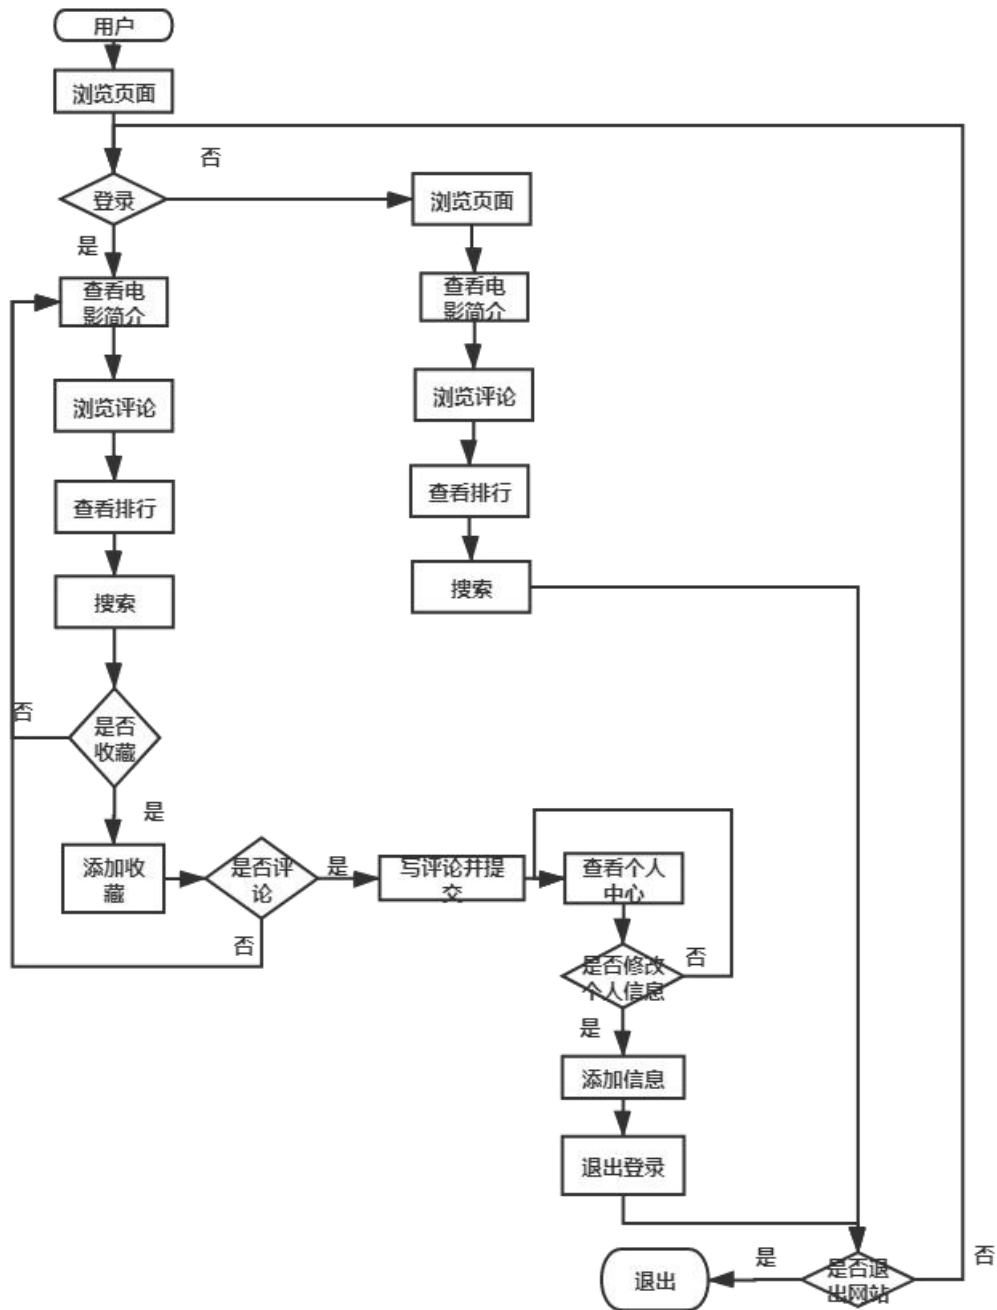 用户
浏览页面
否
登录
浏览页面
是
查看电
影简介
查看电
影简介
浏览评论
浏览评论
查看排行
查看排行
搜索
搜索
否
是否
收藏
是
添加收
藏
是否评
论
是
写评论并提
交
查看个人
中心
否
是否修改
个人信息
否
是
添加信息
退出登录
退出
是
是否退
出网站
否